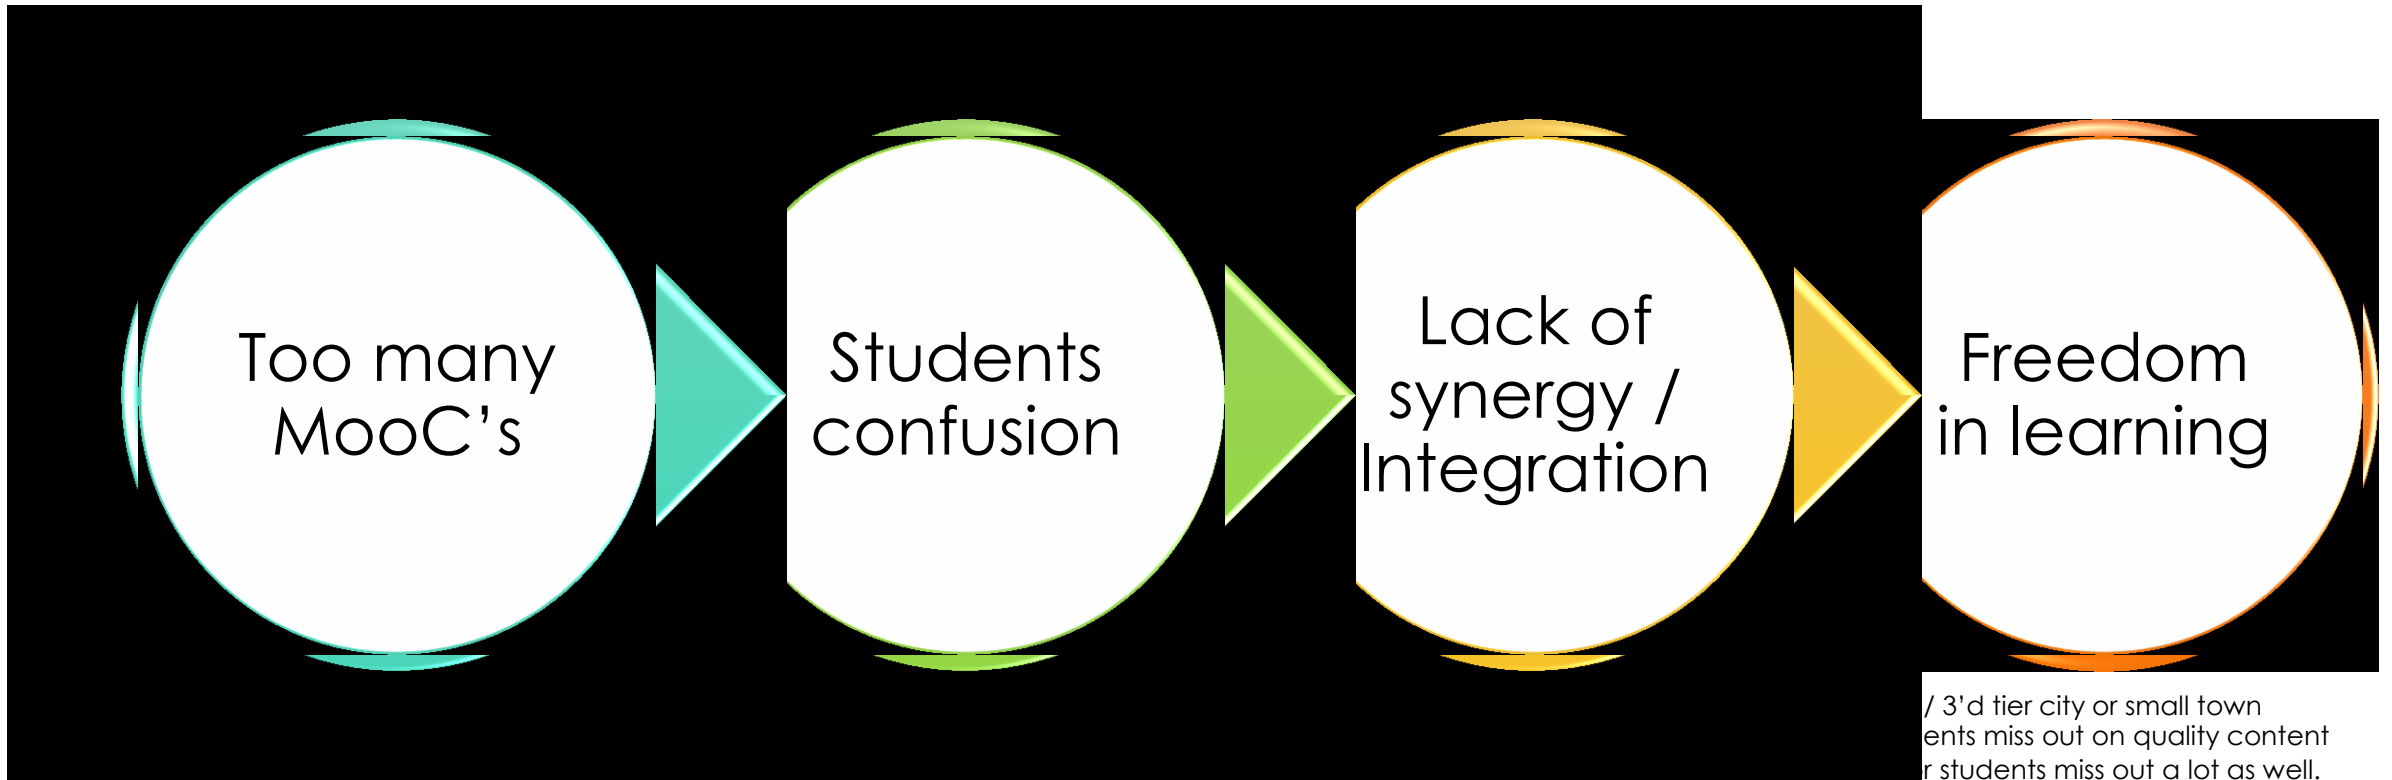 Too many
MooC’s
Students
confusion
Lack of
synergy /
Integration
Freedom
in learning
/ 3’d tier city or small town
miss out on quality content
students miss out a lot as well.